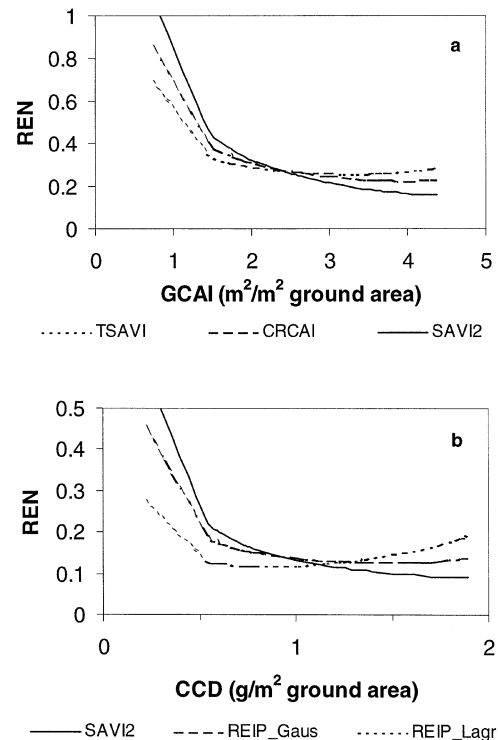 1
a
0.8
0.6
REN
0.4
0.2
0
0 1 2 3 4 5
GCAI (m²/m² ground area)
TSAVI CRCAI SAVI2
0.5
b
0.4
0.3
REN
0.2
0.1
0
0 1 2
CCD (g/m² ground area)
SAVI2 REIP_Gaus REIP_Lagr